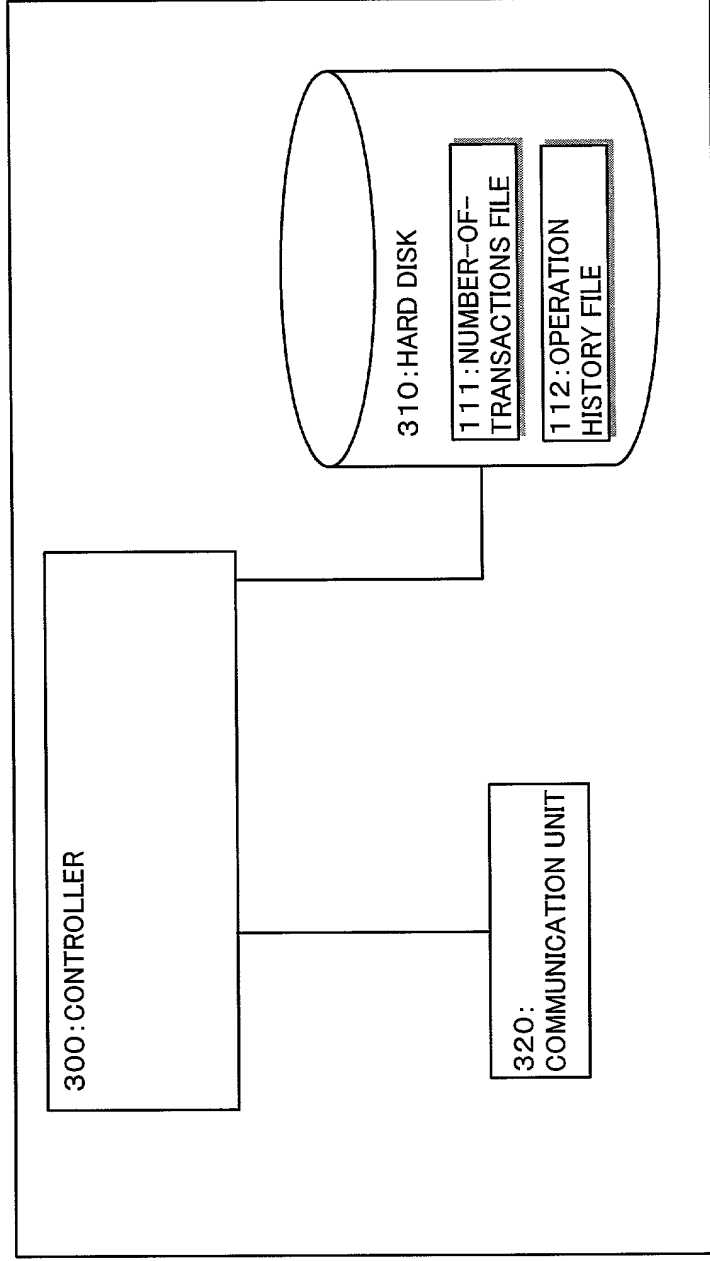 300:CONTROLLER
310:HARD DISK
111:NUMBER-OF-
TRANSACTIONS FILE
112:OPERATION
HISTORY FILE
320:
COMMUNICATION UNIT